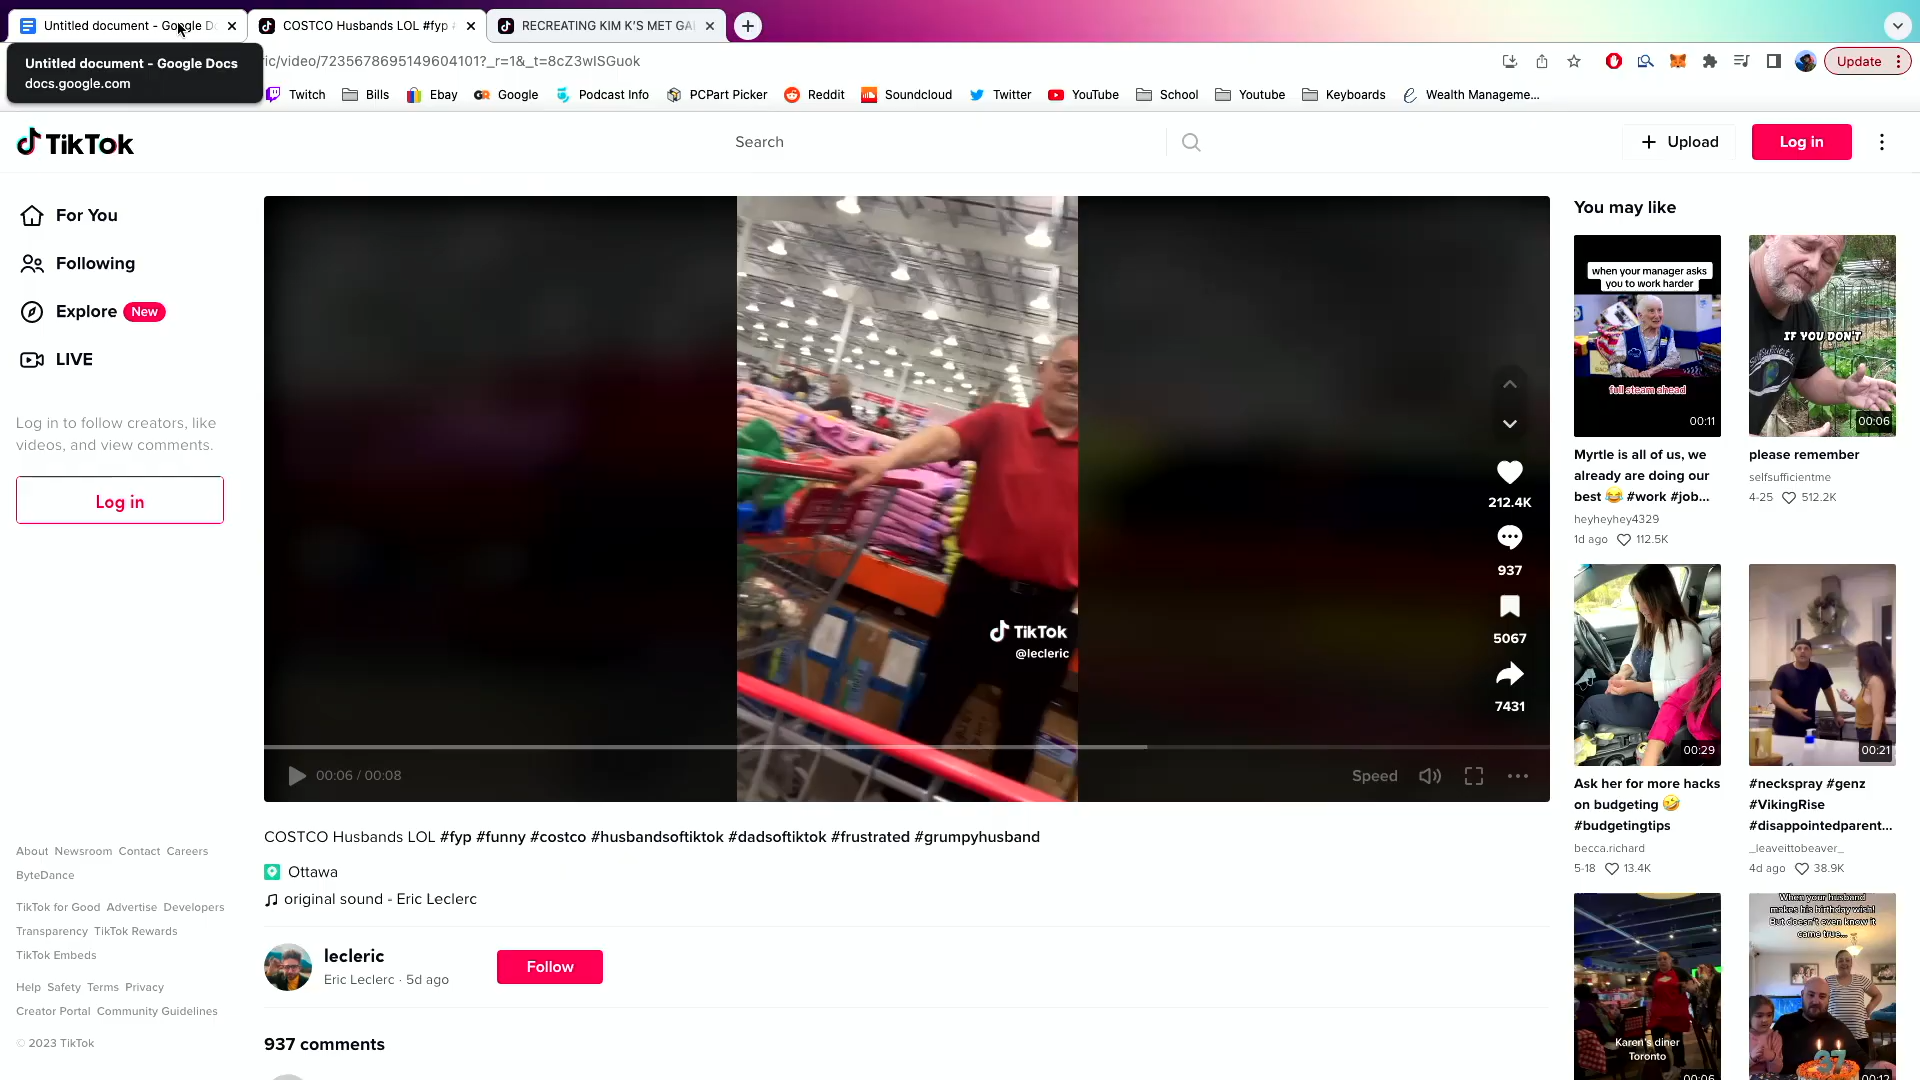 Untitled document - Google Do
COSTCO Husbands LOL #fyp
RECREATING KIM K'S MET GA
Untitled document - Google Docs
docs.google.com
ric/video/7235678695149604101?_r=1&_t=8cZ3wISGuok
Update
Twitch
Bills
Ebay
Google
Podcast Info
PCPart Picker
Reddit
Soundcloud
Twitter
YouTube
School
Youtube
Keyboards
Wealth Manageme...
TikTok
Search
Upload
Log in
For You
Following
Explore New
LIVE
Log in to follow creators, like
videos, and view comments.
Log in
About Newsroom Contact Careers
ByteDance
TikTok for Good Advertise Developers
Transparency TikTok Rewards
TikTok Embeds
Help Safety Terms Privacy
Creator Portal Community Guidelines
© 2023 TikTok
TikTok
@lecleric
212.4K
937
5067
7431
00:06 / 00:08
Speed
COSTCO Husbands LOL #fyp #funny #costco #husbandsoftiktok #dadsoftiktok #frustrated #grumpyhusband
Ottawa
original sound - Eric Leclerc
lecleric
Eric Leclerc · 5d ago
Follow
937 comments
You may like
when your manager asks
you to work harder
full steam ahead
00:11
Myrtle is all of us, we
already are doing our
best 😂 #work #job...
heyheyhey4329
1d ago 112.5K
IF YOU DON'T
00:06
please remember
selfsufficientme
4-25 512.2K
00:29
Ask her for more hacks
on budgeting 🤣
#budgetingtips
becca.richard
5-18 13.4K
00:21
#neckspray #genz
#VikingRise
#disappointedparent...
_leaveittobeaver_
4d ago 38.9K
Karen's diner
Toronto
00:06
When your husband
makes his birthday wish!
But doesn't even know it
came true...
37
00:12